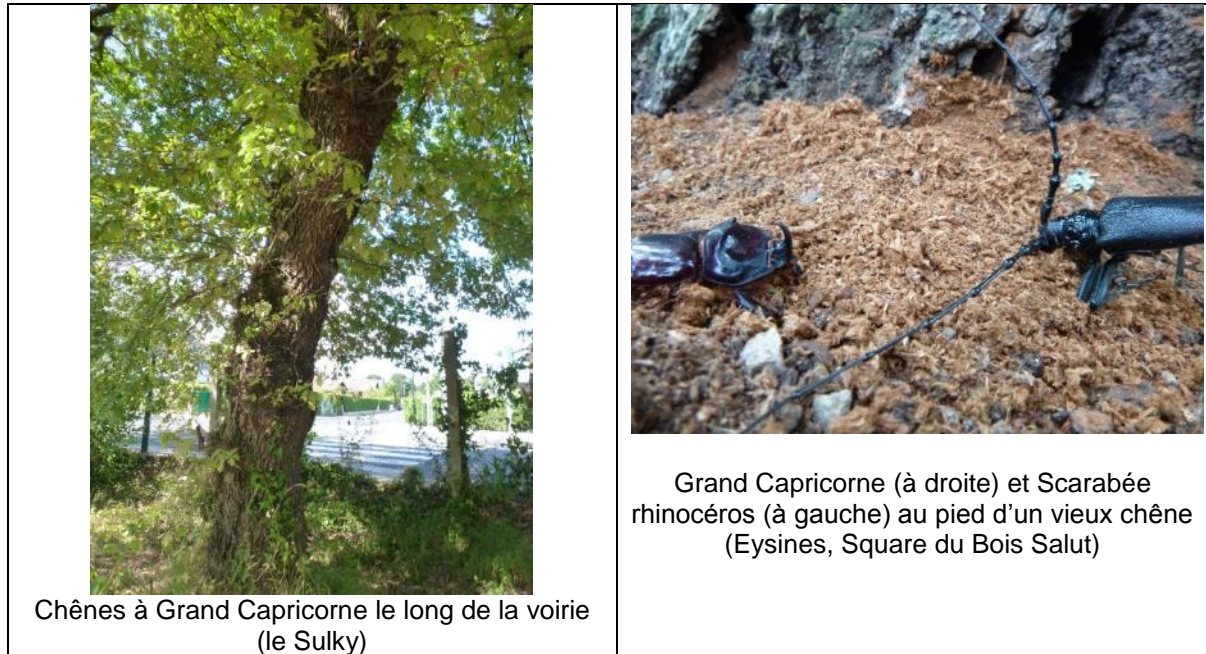 Chênes à Grand Capricorne le long de la voirie
(le Sulky)
Grand Capricorne (à droite) et Scarabée
rhinocéros (à gauche) au pied d’un vieux chêne
(Eysines, Square du Bois Salut)